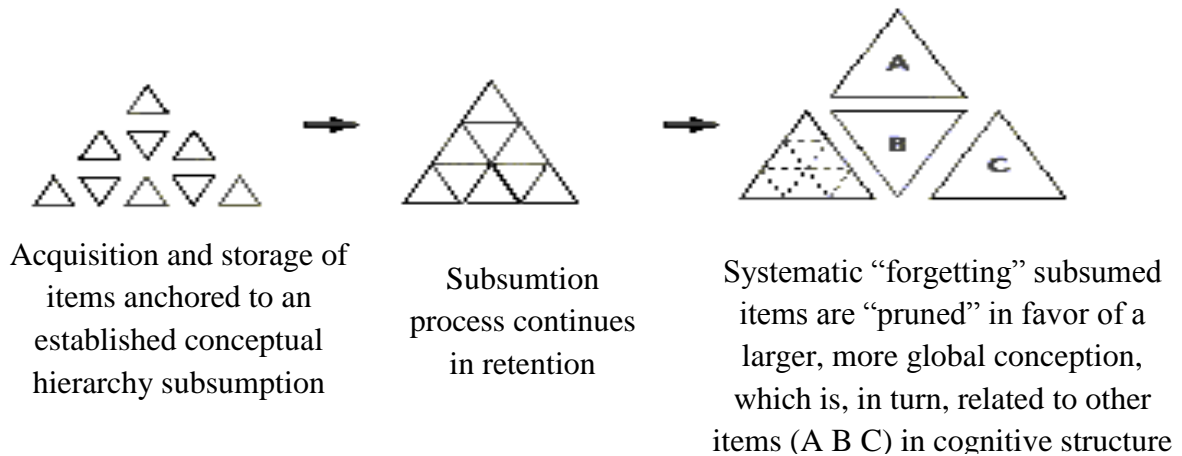 A
B
C
Acquisition and storage of
items anchored to an
established conceptual
hierarchy subsumption
Subsumtion
process continues
in retention
Systematic “forgetting” subsumed
items are “pruned” in favor of a
larger, more global conception,
which is, in turn, related to other
items (A B C) in cognitive structure